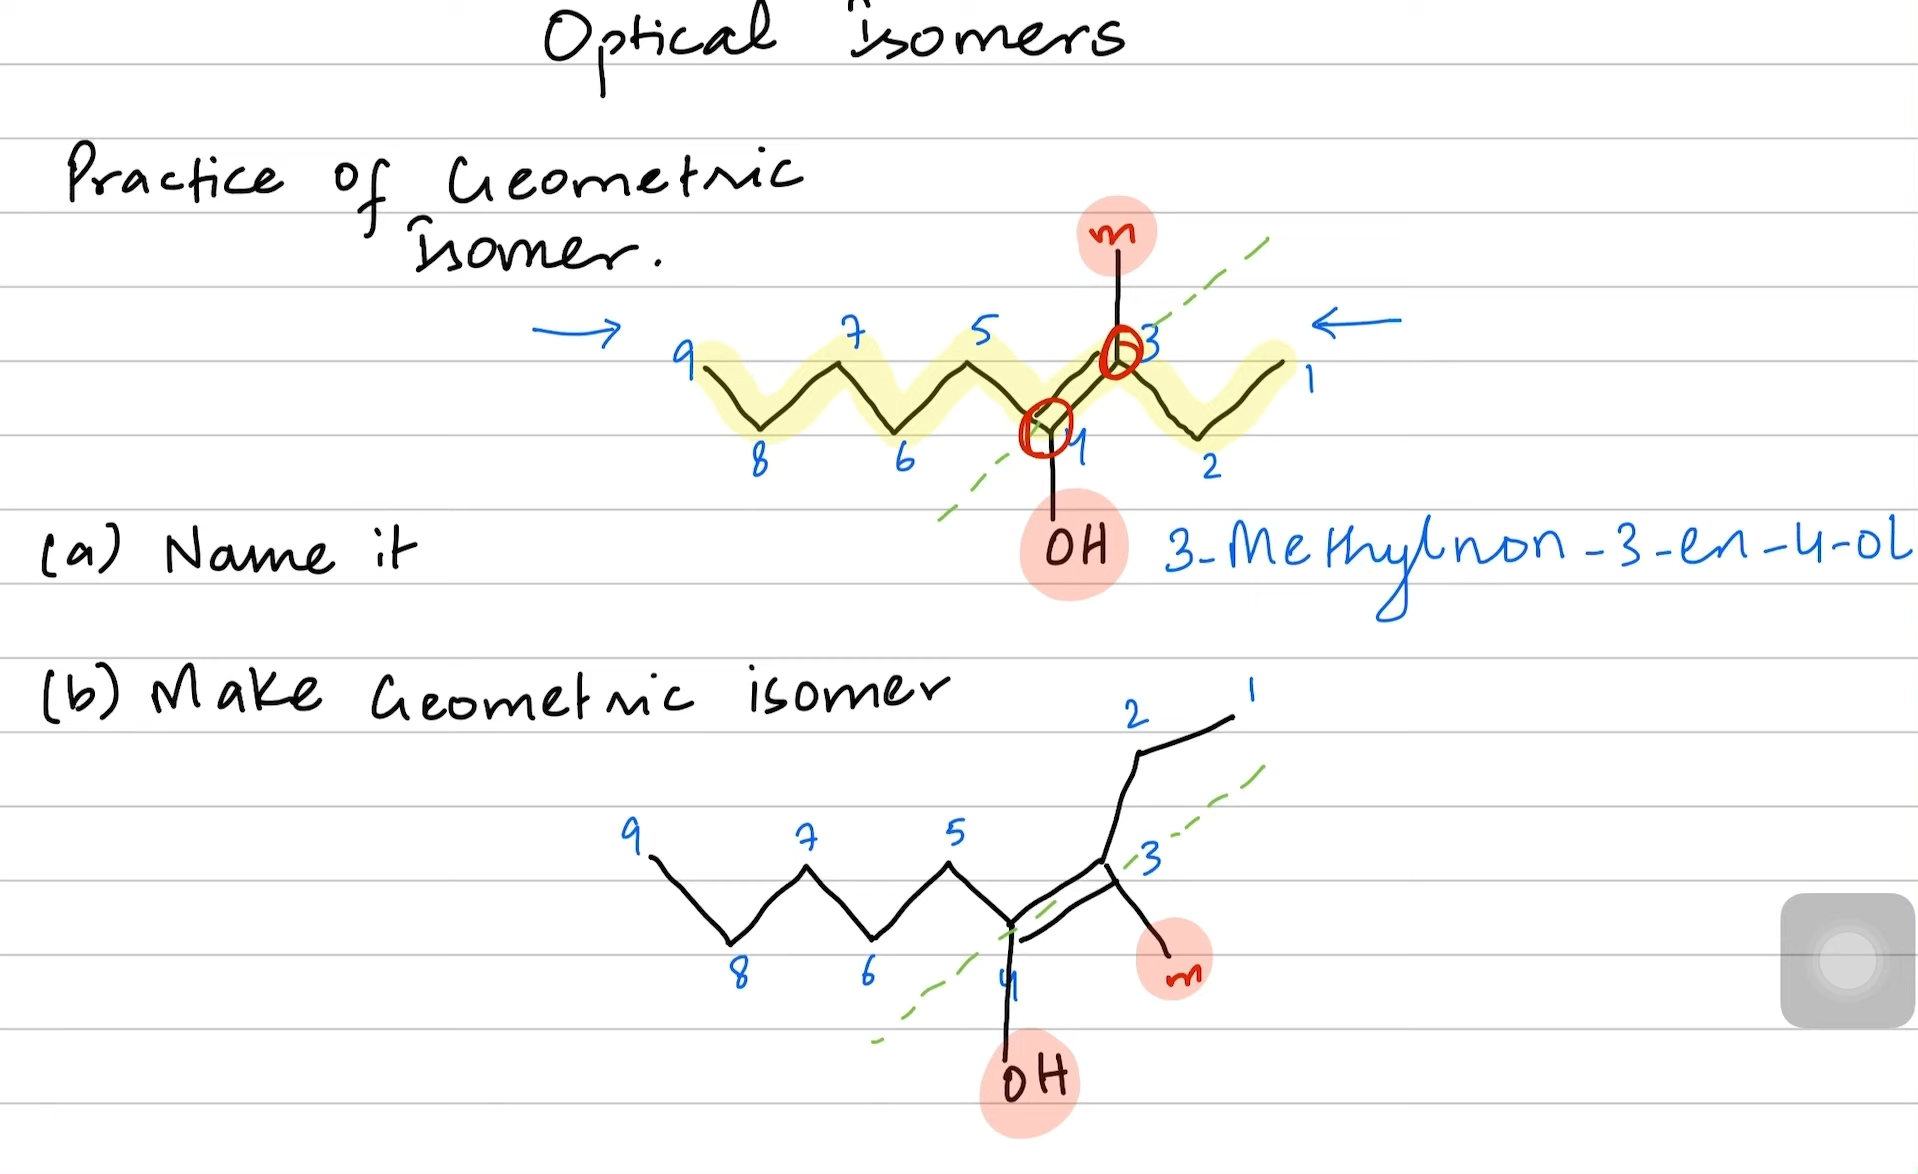 Optical isomers
Practice of Geometric
isomer.
m
9 7 5 3
8 6 4 2 1
(a) Name it
OH 3-Methylnon-3-en-4-ol
(b) Make Geometric isomer
2 1
9 7 5 3
8 6 4 m
OH